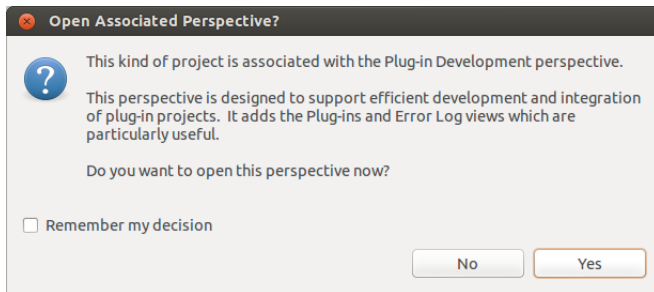 Open Associated Perspective?
This kind of project is associated with the Plug-in Development perspective.
This perspective is designed to support efficient development and integration
of plug-in projects.  It adds the Plug-ins and Error Log views which are
particularly useful.
Do you want to open this perspective now?
Remember my decision
No
Yes